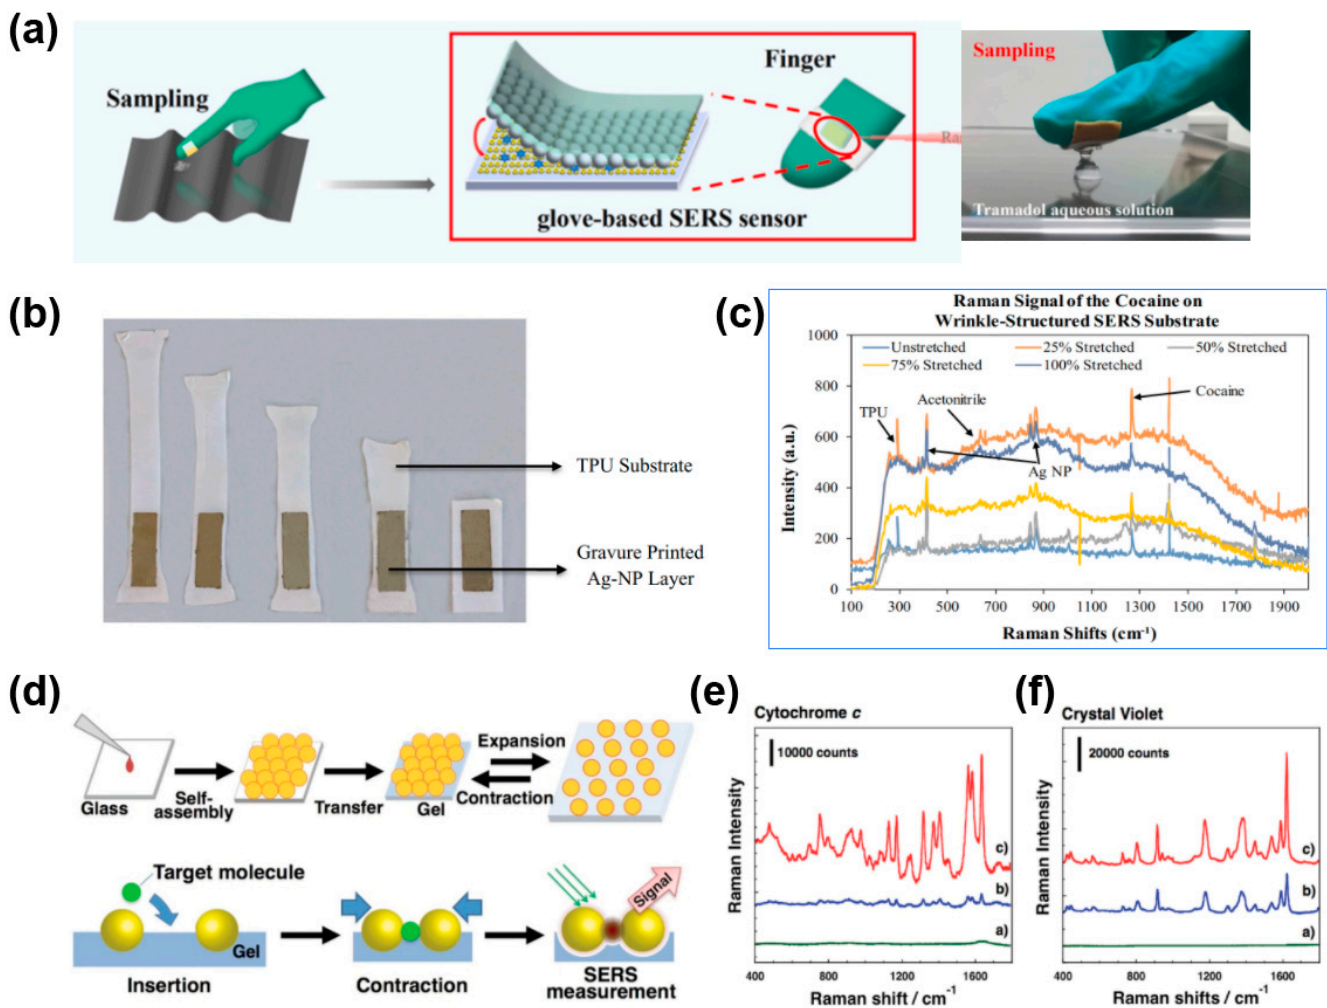 (a)
Sampling
glove-based SERS sensor
Finger
Sampling
Tramadol aqueous solution
(b)
TPU Substrate
Gravure Printed
Ag-NP Layer
(c)
Raman Signal of the Cocaine on
Wrinkle-Structured SERS Substrate
Unstretched
25% Stretched
50% Stretched
75% Stretched
100% Stretched
TPU
Acetonitrile
Cocaine
Ag NP
Intensity (a.u.)
1000
800
600
400
200
0
100 300 500 700 900 1100 1300 1500 1700 1900
Raman Shifts (cm⁻¹)
(d)
Glass
Self-
assembly
Transfer
Gel
Expansion
Contraction
Target molecule
Gel
Insertion
Contraction
Signal
SERS
measurement
(e)
Cytochrome c
10000 counts
Raman Intensity
c)
b)
a)
400 800 1200 1600
Raman shift / cm⁻¹
(f)
Crystal Violet
20000 counts
Raman Intensity
c)
b)
a)
400 800 1200 1600
Raman shifts / cm⁻¹